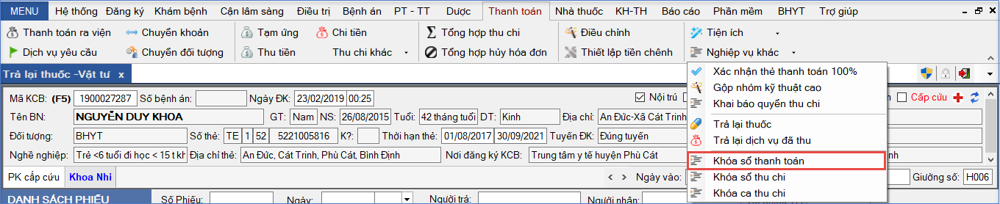 MENU Hệ thống Đăng ký Khám bệnh Cận lâm sàng Điều trị Bệnh án PT - TT Dược Thanh toán Nhà thuốc KH-TH Báo cáo Phần mềm BHYT Trợ giúp
Thanh toán ra viện Chuyển khoản Tạm ứng Chi tiền Tổng hợp thu chi Điều chỉnh Tiện ích
Dịch vụ yêu cầu Chuyển đối tượng Thu tiền Thu chi khác Tổng hợp hủy hóa đơn Thiết lập tiền chênh Nghiệp vụ khác
Trả lại thuốc -Vật tư x
Xác nhận thẻ thanh toán 100%
Gộp nhóm kỹ thuật cao
Khai báo quyển thu chi
Trả lại thuốc
Trả lại dịch vụ đã thu
Khóa sổ thanh toán
Khóa sổ thu chi
Khóa ca thu chi
Mã KCB: (F5) 1900027287 Số bệnh án: Ngày ĐK: 23/02/2019 00:25 Nội trú Cấp cứu
Tên BN: NGUYỄN DUY KHOA GT: Nam NS: 26/08/2015 Tuổi: 42 tháng tuổi DT: Kinh Địa chỉ: An Đức-Xã Cát Trinh
Đối tượng: BHYT Số thẻ: TE 1 52 5221005816 K?: Thời hạn thẻ: 01/08/2017 30/09/2021 Tuyến ĐK: Đúng tuyến
Nghề nghiệp: Trẻ <6 tuổi đi học < 15 t kh Địa chỉ thẻ: An Đức, Cát Trinh, Phù Cát, Bình Định Nơi đăng ký KCB: Trung tâm y tế huyện Phù Cát
PK cấp cứu Khoa Nhi Ngày vào: Giường số: H006
DANH SÁCH PHIẾU Số Phiếu: Ngày: Người trả: Người nhận: